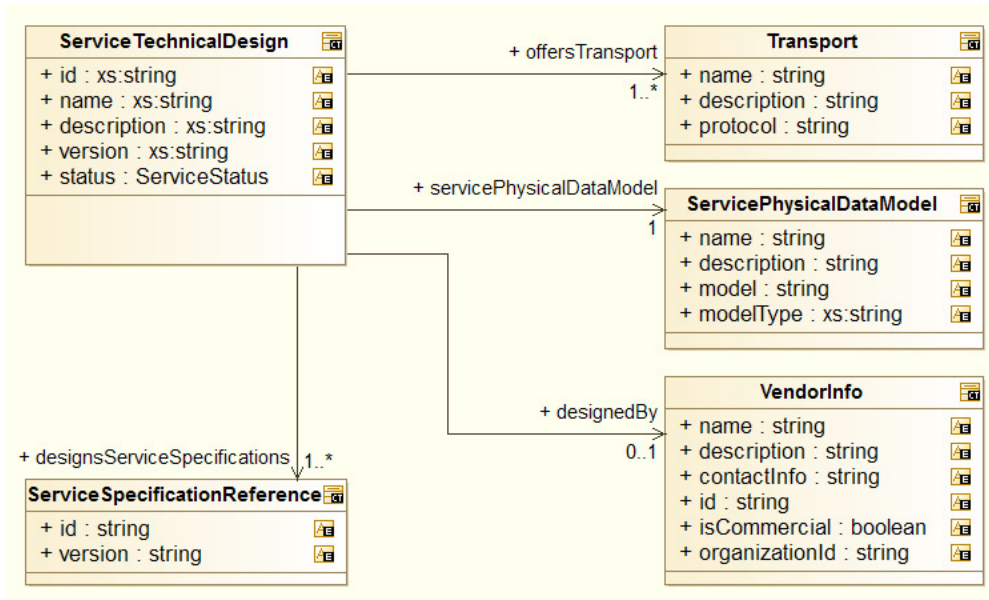 ServiceTechnicalDesign
+ id : xs:string
+ name : xs:string
+ description : xs:string
+ version : xs:string
+ status : ServiceStatus
+ offersTransport
1..*
Transport
+ name : string
+ description : string
+ protocol : string
+ servicePhysicalDataModel
1
ServicePhysicalDataModel
+ name : string
+ description : string
+ model : string
+ modelType : xs:string
+ designedBy
0..1
VendorInfo
+ name : string
+ description : string
+ contactInfo : string
+ id : string
+ isCommercial : boolean
+ organizationId : string
+ designsServiceSpecifications
1..*
ServiceSpecificationReference
+ id : string
+ version : string